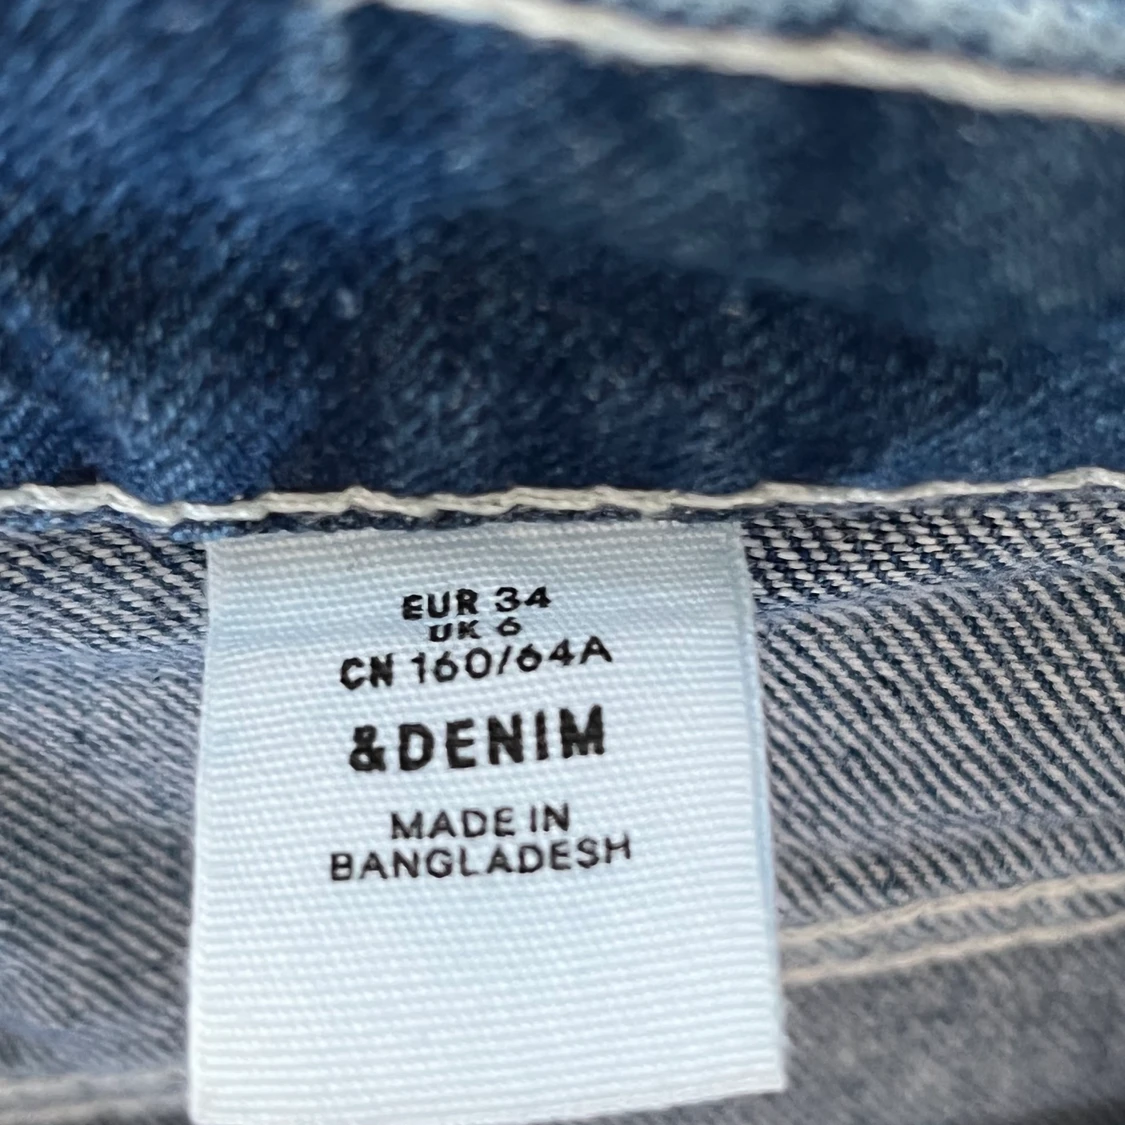 EUR 34
UK 6
CN 160/64A
&DENIM
MADE IN
BANGLADESH